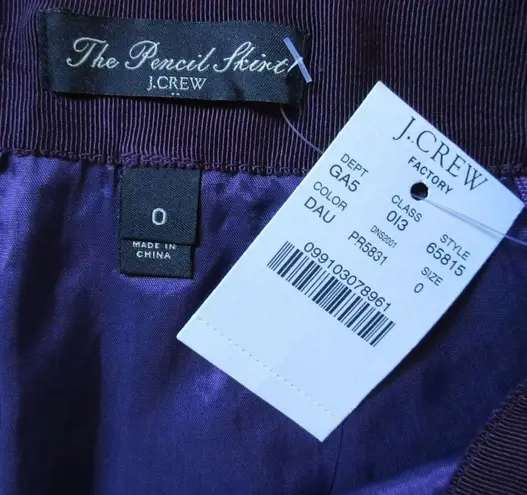 The Pencil Skirt
J.CREW
0
MADE IN
CHINA
J.CREW
FACTORY
DEPT CLASS STYLE
GA5 0I3 65815
COLOR DNS2001 SIZE
DAU PR5831 0
099103078961